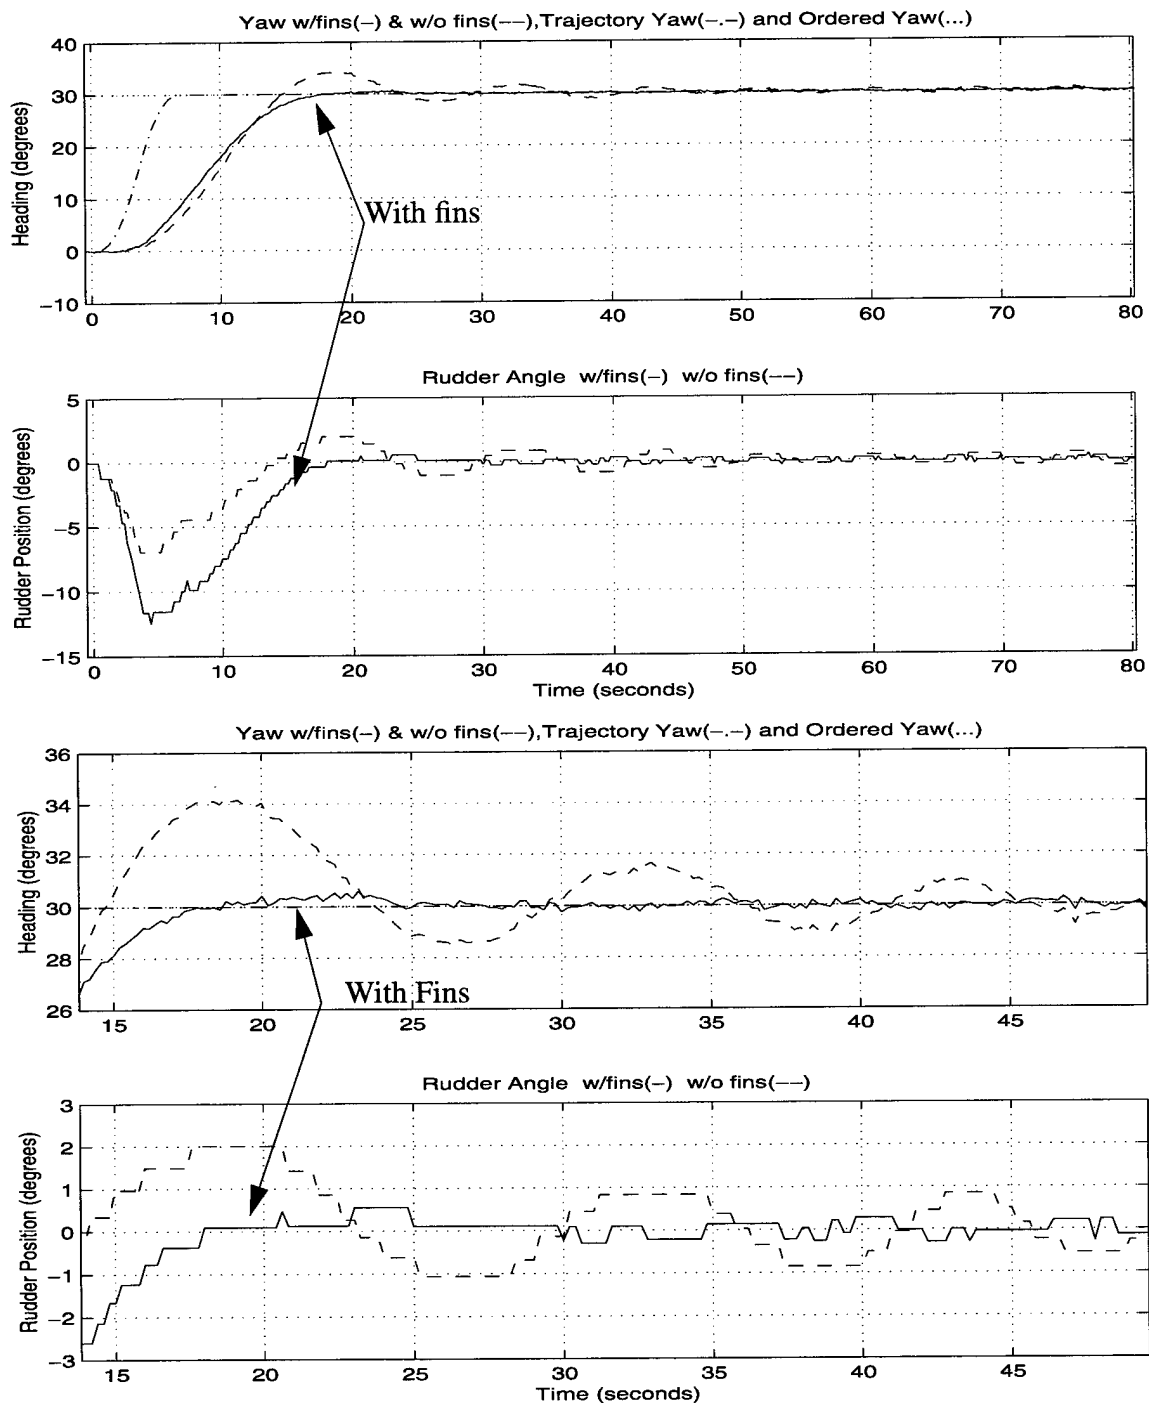 Yaw w/fins(−) & w/o fins(−−),Trajectory Yaw(−.−) and Ordered Yaw(...)
Heading (degrees)
40
30
20
10
0
−10
With fins
0 10 20 30 40 50 60 70 80
Rudder Angle w/fins(−) w/o fins(−−)
Rudder Position (degrees)
5
0
−5
−10
−15
0 10 20 30 40 50 60 70 80
Time (seconds)
Yaw w/fins(−) & w/o fins(−−),Trajectory Yaw(−.−) and Ordered Yaw(...)
Heading (degrees)
36
34
32
30
28
26
With Fins
15 20 25 30 35 40 45
Rudder Angle w/fins(−) w/o fins(−−)
Rudder Position (degrees)
3
2
1
0
−1
−2
−3
15 20 25 30 35 40 45
Time (seconds)